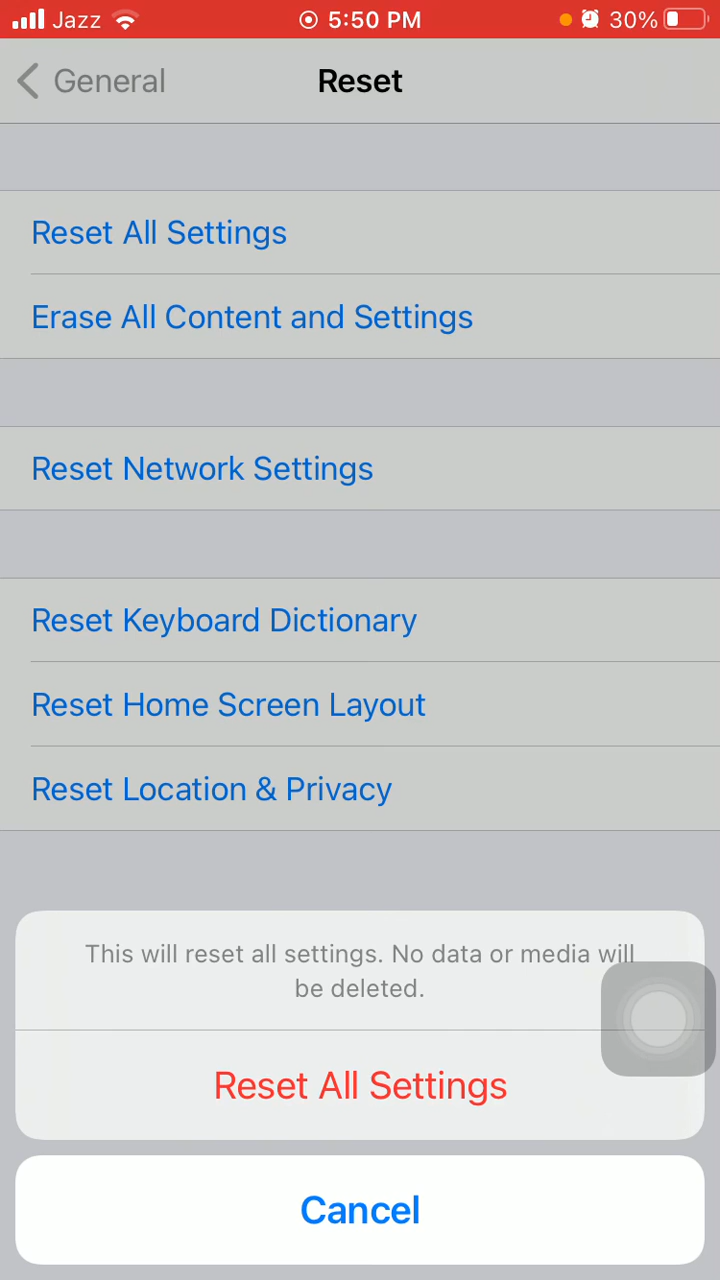 Jazz 5:50 PM 30%
General Reset
Reset All Settings
Erase All Content and Settings
Reset Network Settings
Reset Keyboard Dictionary
Reset Home Screen Layout
Reset Location & Privacy
This will reset all settings. No data or media will
be deleted.
Reset All Settings
Cancel